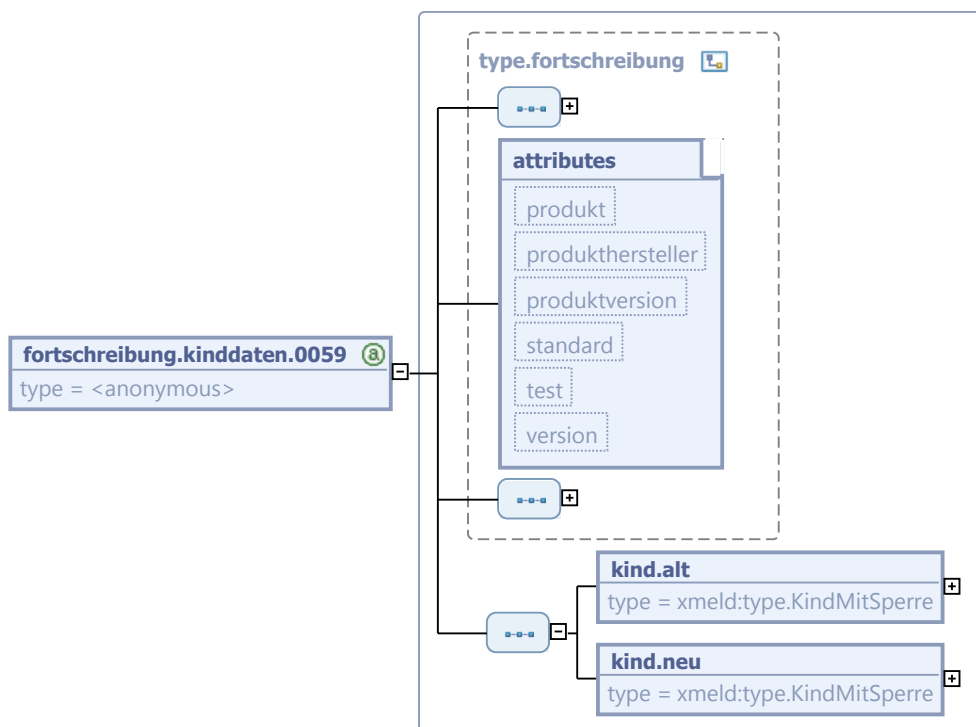 type.fortschreibung
attributes
produkt
produkthersteller
produktversion
standard
test
version
fortschreibung.kinddaten.0059 @
type = <anonymous>
kind.alt
type = xmeld:type.KindMitSperre
kind.neu
type = xmeld:type.KindMitSperre